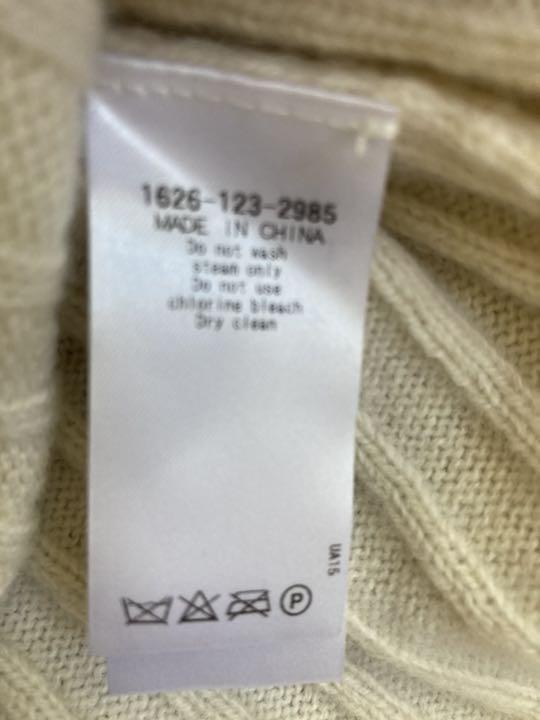 1626-123-2985
MADE IN CHINA
Do not wash
steam only
Do not use
chlorine bleach
Dry clean
UA15
P